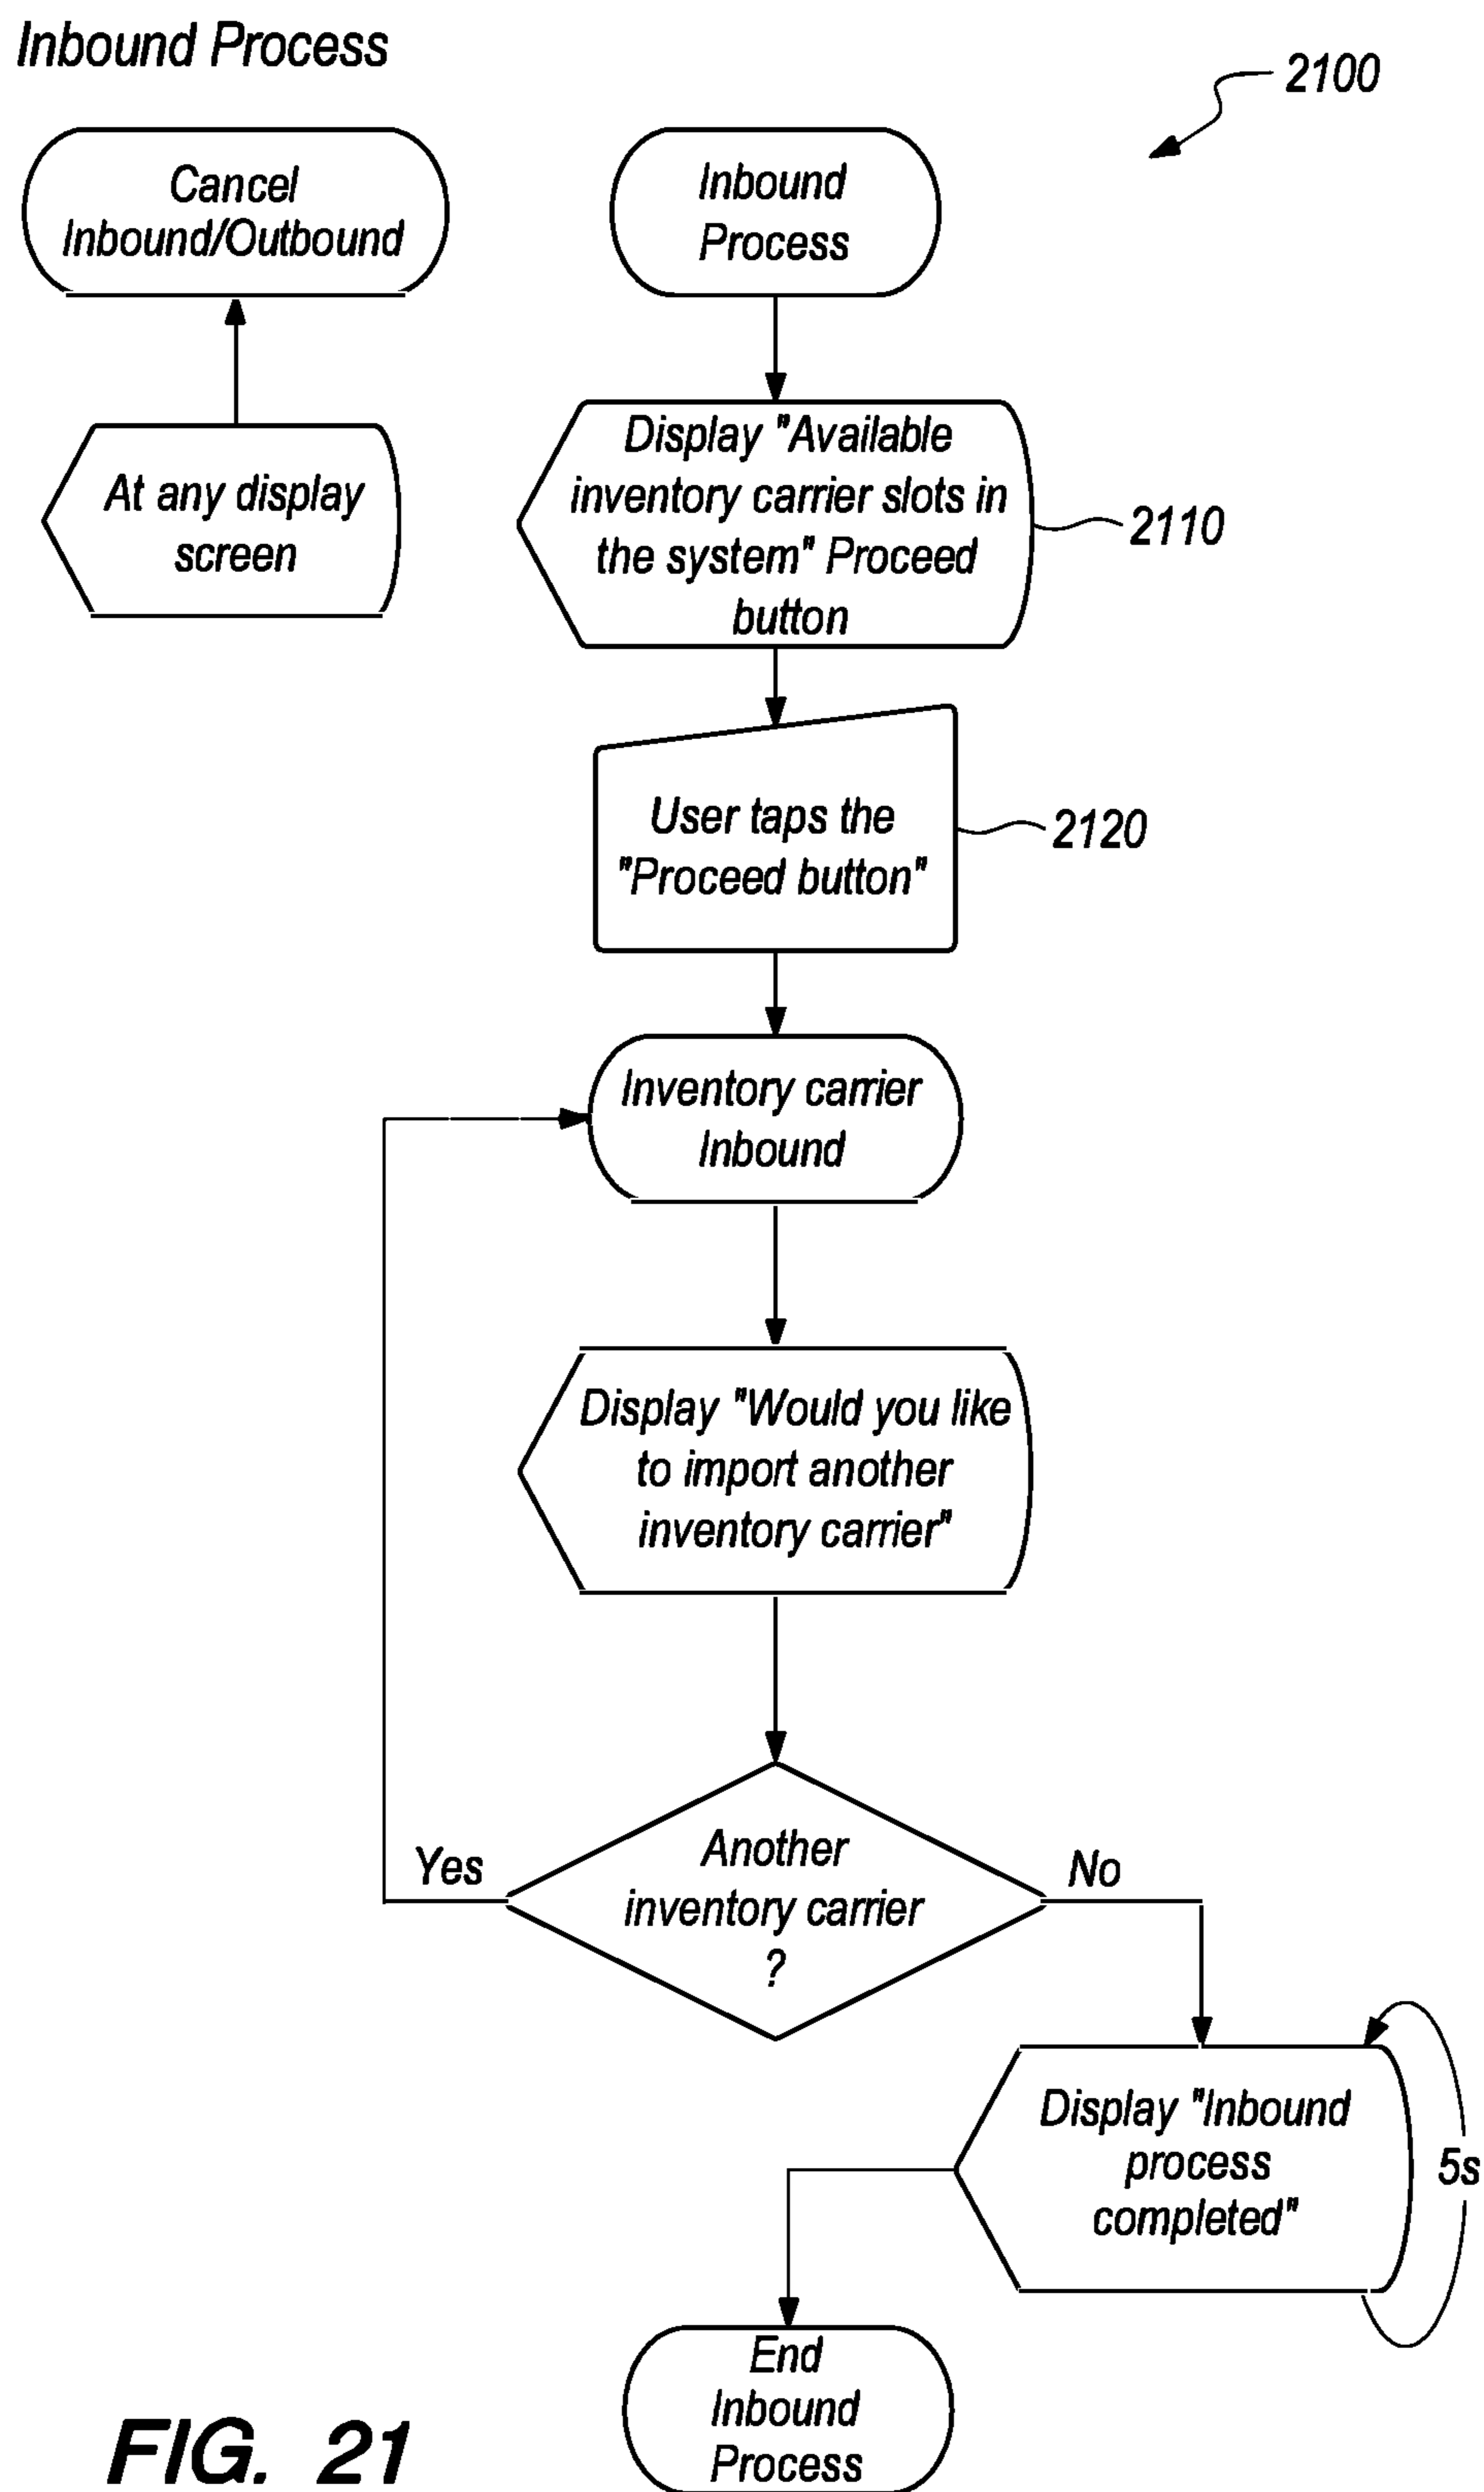 Inbound Process
2100
Cancel
Inbound/Outbound
Inbound
Process
At any display
screen
Display "Available
inventory carrier slots in
the system" Proceed
button
2110
User taps the
"Proceed button"
2120
Inventory carrier
Inbound
Display "Would you like
to import another
inventory carrier"
Another
inventory carrier
?
Yes
No
Display "Inbound
process
completed"
5s
End
Inbound
Process
FIG. 21